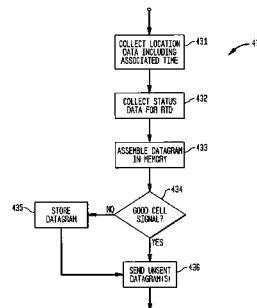 COLLECT LOCATION
DATA INCLUDING
ASSOCIATED TIME
431
COLLECT STATUS
DATA FOR RTD
432
ASSEMBLE DATAGRAM
IN MEMORY
433
434
GOOD CELL
SIGNAL?
NO
435
STORE
DATAGRAM
YES
SEND UNSENT
DATAGRAM(S)
436